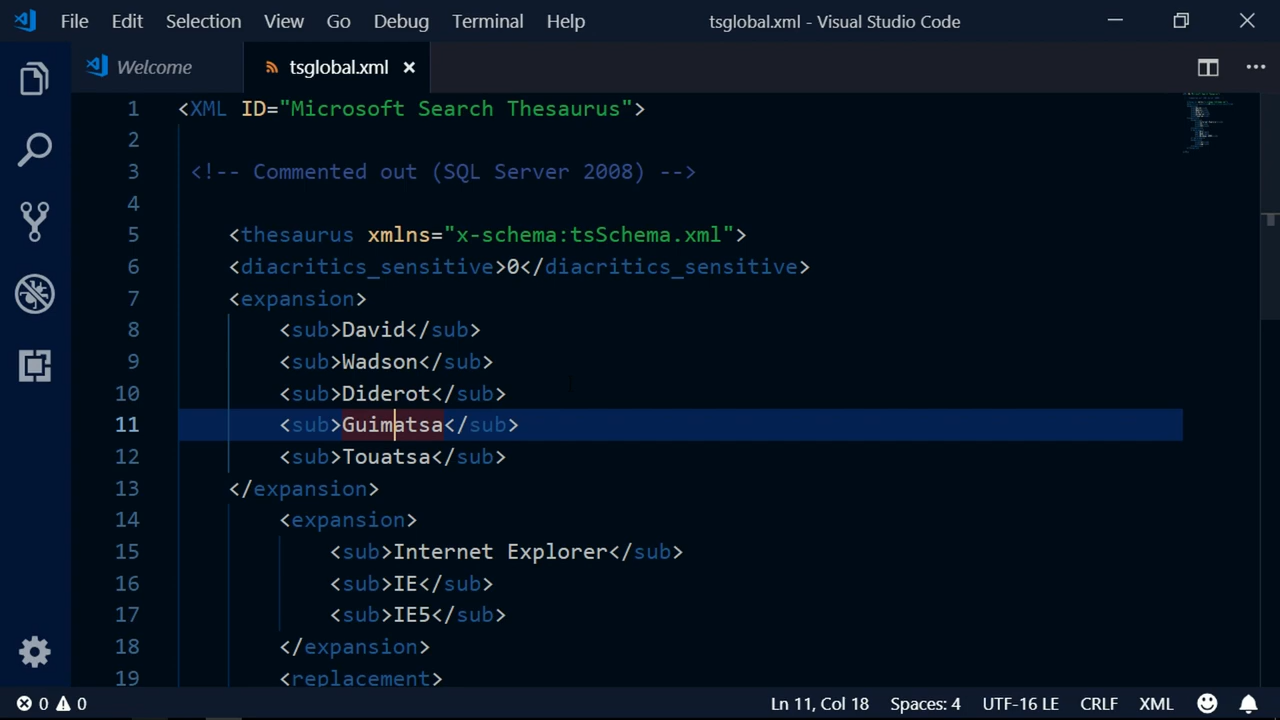 File Edit Selection View Go Debug Terminal Help tsglobal.xml - Visual Studio Code
Welcome tsglobal.xml
1 <XML ID="Microsoft Search Thesaurus">
2
3 <!-- Commented out (SQL Server 2008) -->
4
5 <thesaurus xmlns="x-schema:tsSchema.xml">
6 <diacritics_sensitive>0</diacritics_sensitive>
7 <expansion>
8 <sub>David</sub>
9 <sub>Wadson</sub>
10 <sub>Diderot</sub>
11 <sub>Guimatsa</sub>
12 <sub>Touatsa</sub>
13 </expansion>
14 <expansion>
15 <sub>Internet Explorer</sub>
16 <sub>IE</sub>
17 <sub>IE5</sub>
18 </expansion>
19 <replacement>
0 0 Ln 11, Col 18 Spaces: 4 UTF-16 LE CRLF XML